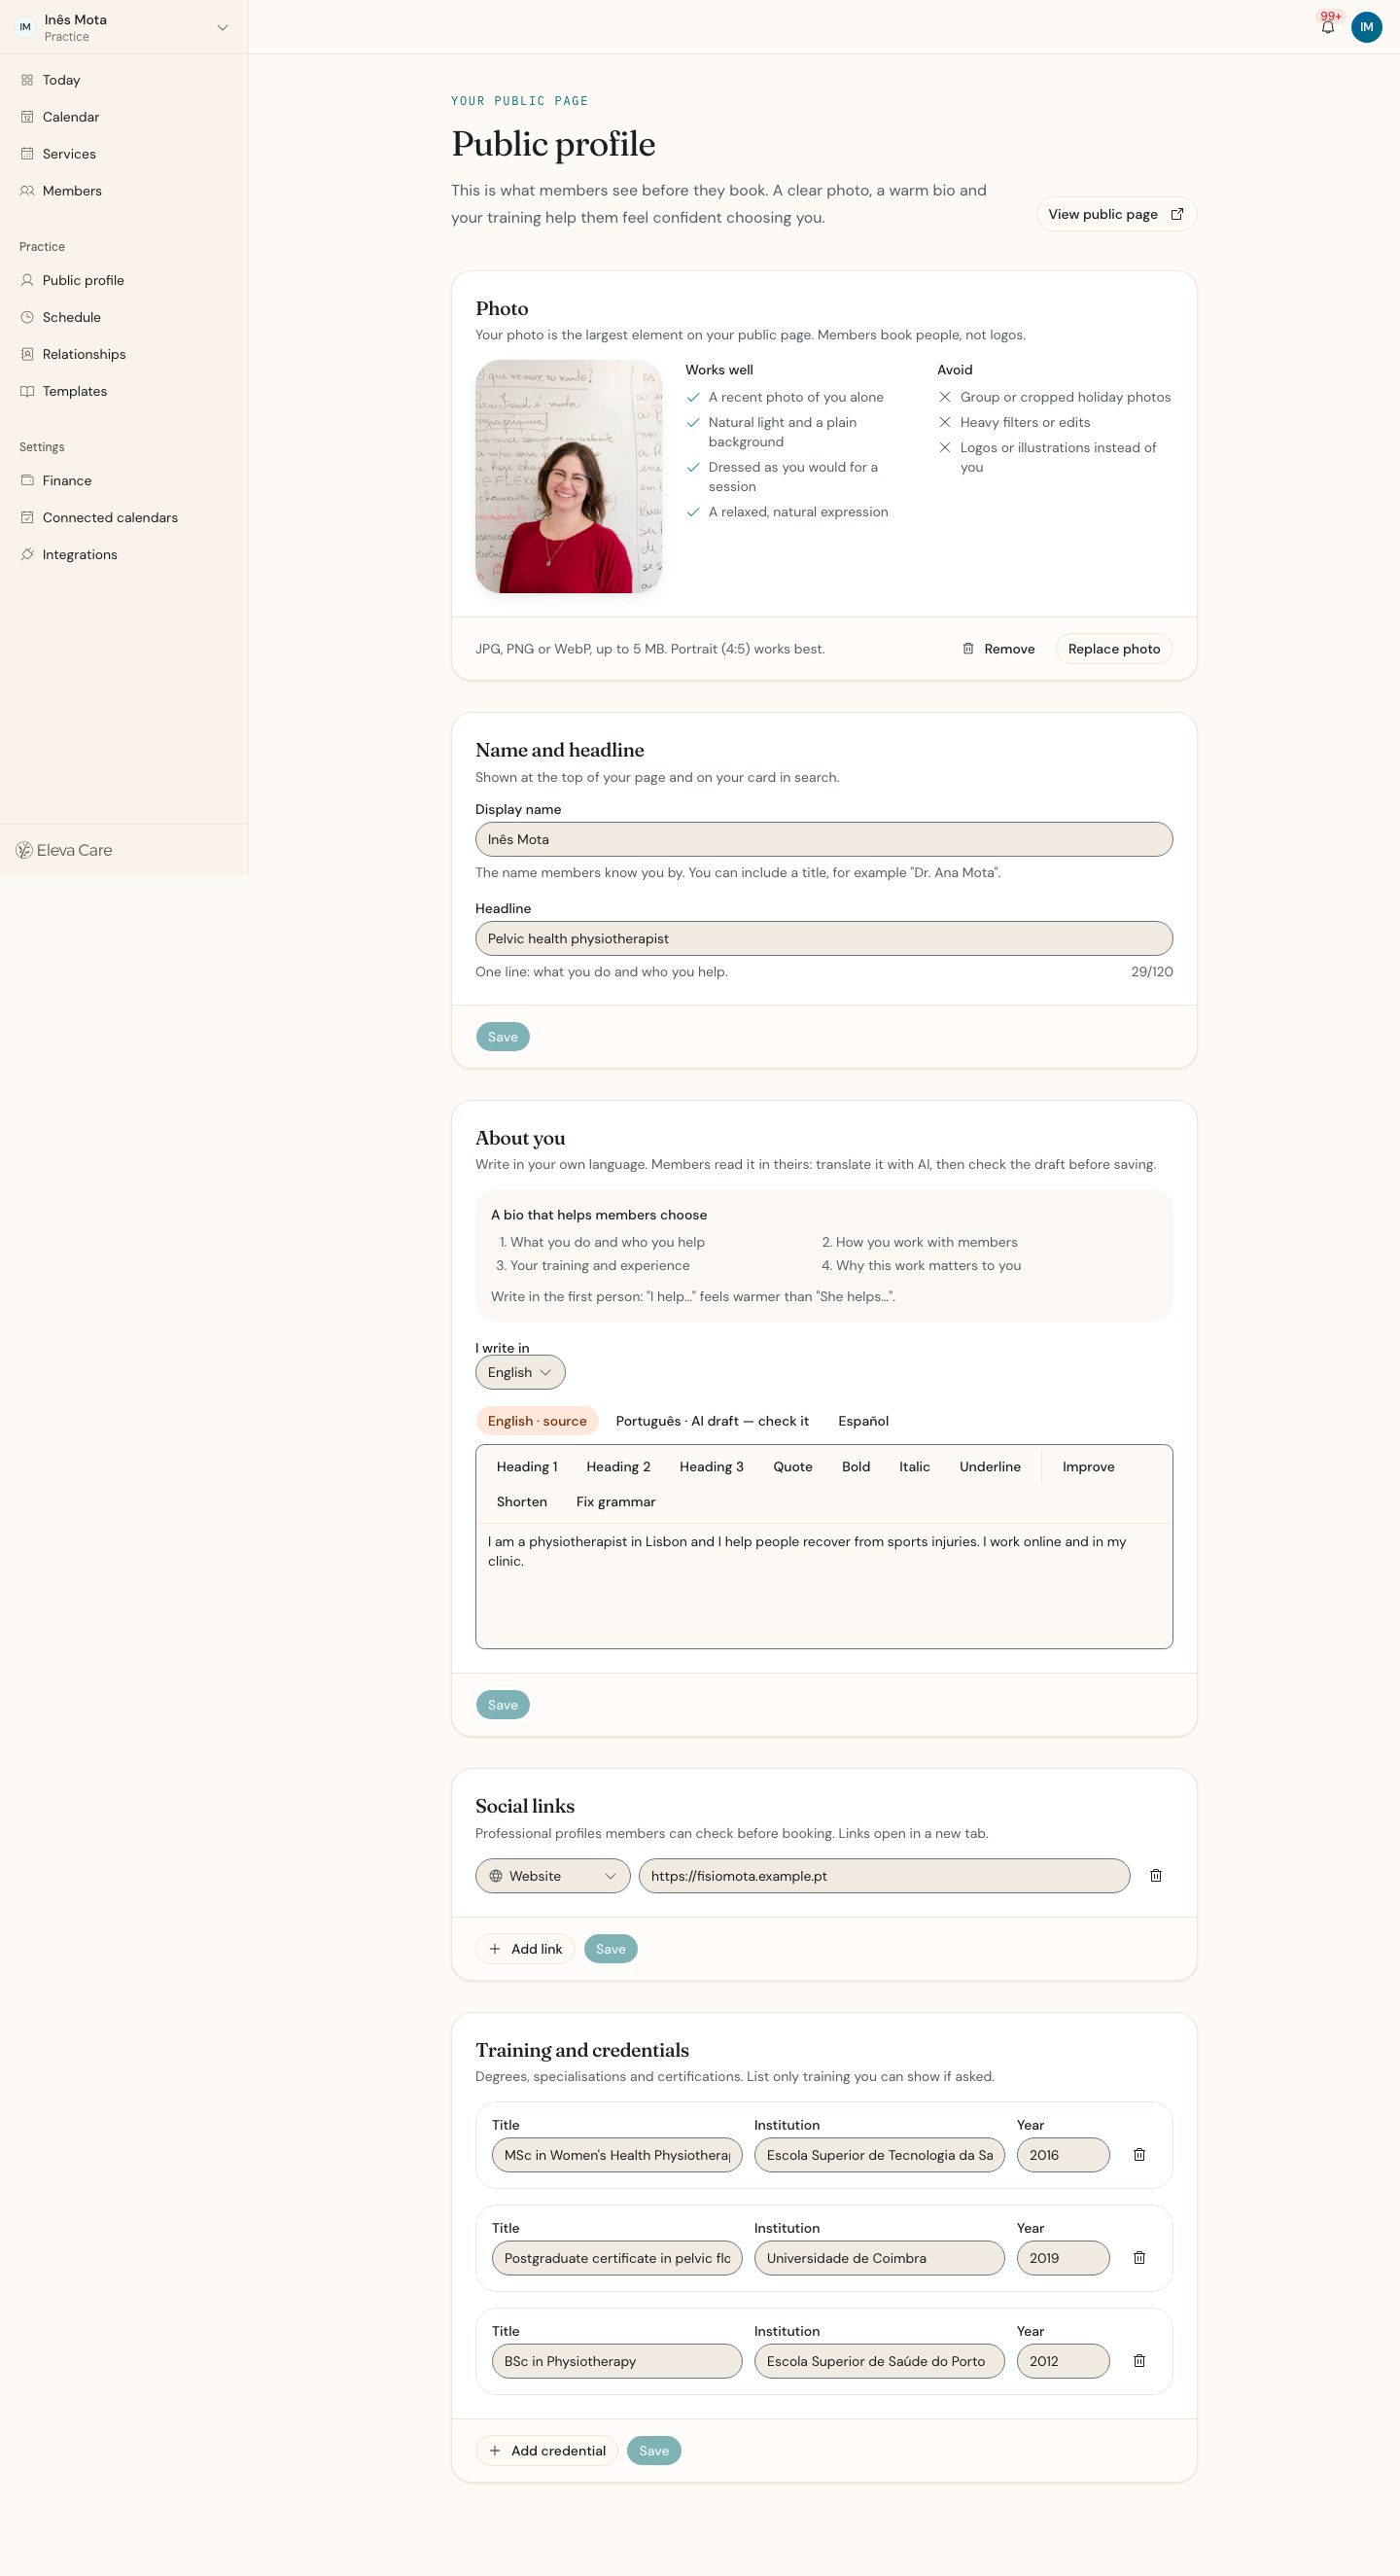 IM
Inês Mota
Practice
99+
IM
Today
Calendar
Services
Members
Practice
Public profile
Schedule
Relationships
Templates
Settings
Finance
Connected calendars
Integrations
Eleva Care
YOUR PUBLIC PAGE
Public profile
This is what members see before they book. A clear photo, a warm bio and
your training help them feel confident choosing you.
View public page
Photo
Your photo is the largest element on your public page. Members book people, not logos.
Works well
A recent photo of you alone
Natural light and a plain
background
Dressed as you would for a
session
A relaxed, natural expression
Avoid
Group or cropped holiday photos
Heavy filters or edits
Logos or illustrations instead of
you
JPG, PNG or WebP, up to 5 MB. Portrait (4:5) works best.
Remove
Replace photo
Name and headline
Shown at the top of your page and on your card in search.
Display name
Inês Mota
The name members know you by. You can include a title, for example "Dr. Ana Mota".
Headline
Pelvic health physiotherapist
One line: what you do and who you help.
29/120
Save
About you
Write in your own language. Members read it in theirs: translate it with AI, then check the draft before saving.
A bio that helps members choose
1. What you do and who you help
2. How you work with members
3. Your training and experience
4. Why this work matters to you
Write in the first person: "I help…" feels warmer than "She helps…".
I write in
English
English · source
Português · AI draft — check it
Español
Heading 1
Heading 2
Heading 3
Quote
Bold
Italic
Underline
Improve
Shorten
Fix grammar
I am a physiotherapist in Lisbon and I help people recover from sports injuries. I work online and in my
clinic.
Save
Social links
Professional profiles members can check before booking. Links open in a new tab.
Website
https://fisiomota.example.pt
Add link
Save
Training and credentials
Degrees, specialisations and certifications. List only training you can show if asked.
Title
Institution
Year
MSc in Women's Health Physiothera
Escola Superior de Tecnologia da Sa
2016
Title
Institution
Year
Postgraduate certificate in pelvic flo
Universidade de Coimbra
2019
Title
Institution
Year
BSc in Physiotherapy
Escola Superior de Saúde do Porto
2012
Add credential
Save